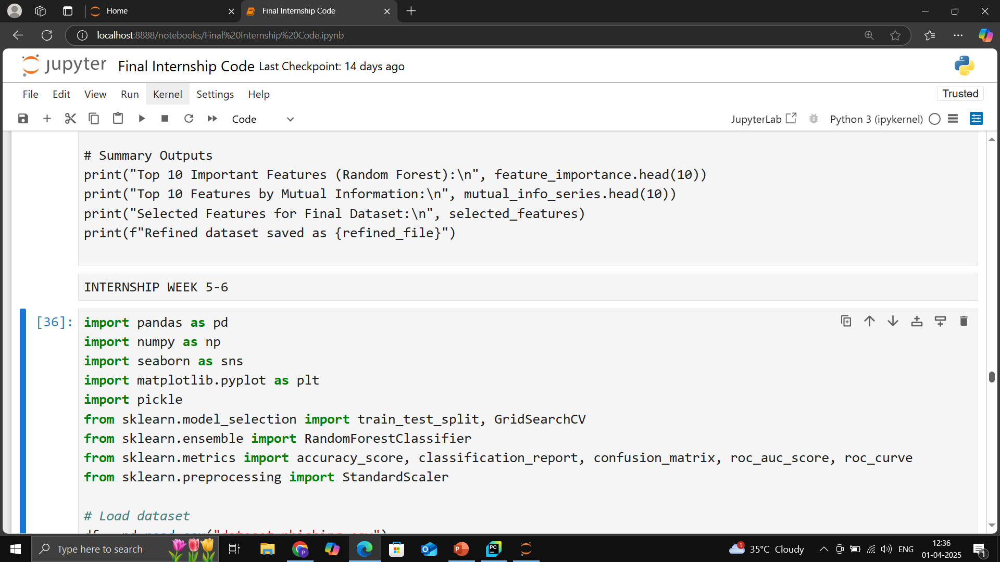 Home
Final Internship Code
localhost:8888/notebooks/Final%20Internship%20Code.ipynb
jupyter Final Internship Code Last Checkpoint: 14 days ago
File Edit View Run Kernel Settings Help
Trusted
Code
JupyterLab
Python 3 (ipykernel)
# Summary Outputs
print("Top 10 Important Features (Random Forest):\n", feature_importance.head(10))
print("Top 10 Features by Mutual Information:\n", mutual_info_series.head(10))
print("Selected Features for Final Dataset:\n", selected_features)
print(f"Refined dataset saved as {refined_file}")
INTERNSHIP WEEK 5-6
[36]:
import pandas as pd
import numpy as np
import seaborn as sns
import matplotlib.pyplot as plt
import pickle
from sklearn.model_selection import train_test_split, GridSearchCV
from sklearn.ensemble import RandomForestClassifier
from sklearn.metrics import accuracy_score, classification_report, confusion_matrix, roc_auc_score, roc_curve
from sklearn.preprocessing import StandardScaler
# Load dataset
Type here to search
P
PC
P
1
35°C Cloudy
ENG
12:36
01-04-2025
1